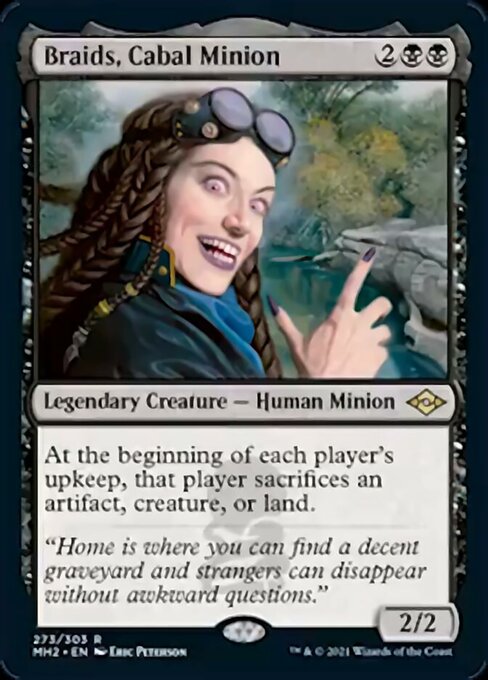 Braids, Cabal Minion 2
Legendary Creature — Human Minion
At the beginning of each player's
upkeep, that player sacrifices an
artifact, creature, or land.
“Home is where you can find a decent
graveyard and strangers can disappear
without awkward questions.”
2/2
273/303 R
MH2 • EN Eric Peterson
™ & © 2021 Wizards of the Coast